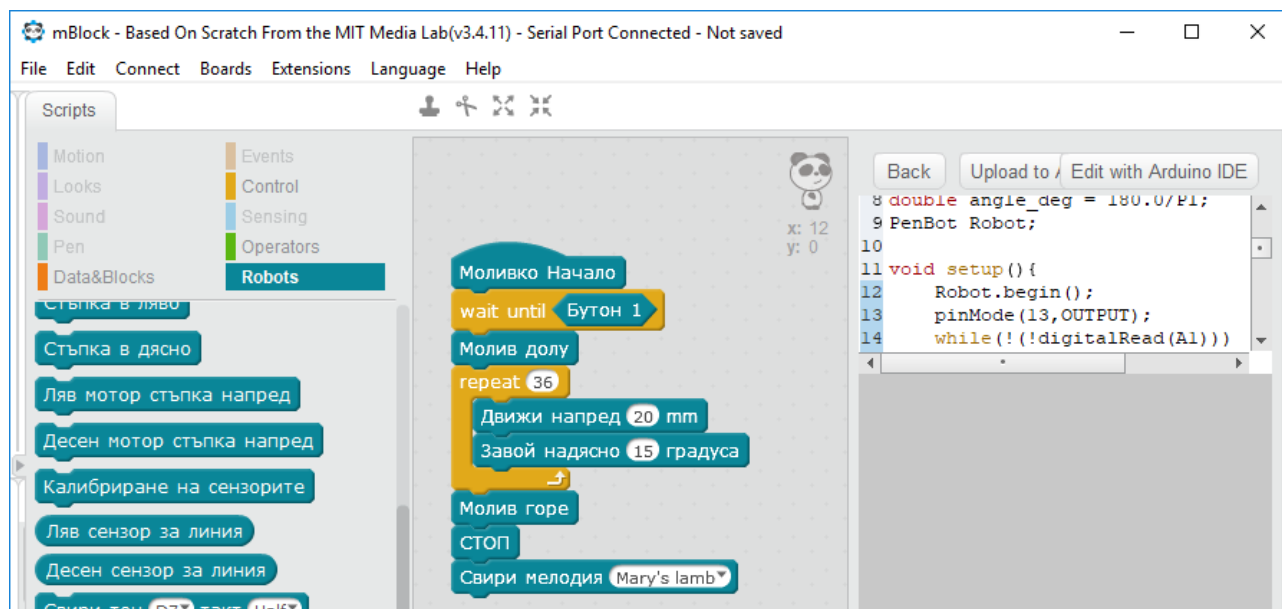 mBlock - Based On Scratch From the MIT Media Lab(v3.4.11) - Serial Port Connected - Not saved
File Edit Connect Boards Extensions Language Help
Scripts
Motion Events
Looks Control
Sound Sensing
Pen Operators
Data&Blocks Robots
Стъпка в ляво
Стъпка в дясно
Ляв мотор стъпка напред
Десен мотор стъпка напред
Калибриране на сензорите
Ляв сензор за линия
Десен сензор за линия
Свири тон D7 такт Half
x: 12
y: 0
Моливко Начало
wait until Бутон 1
Молив долу
repeat 36
Движи напред 20 mm
Завой надясно 15 градуса
Молив горе
СТОП
Свири мелодия Mary's lamb
Back Upload to Edit with Arduino IDE
8 double angle_deg = 180.0/PI;
9 PenBot Robot;
10
11 void setup(){
12 Robot.begin();
13 pinMode(13,OUTPUT);
14 while(!(!digitalRead(A1)))